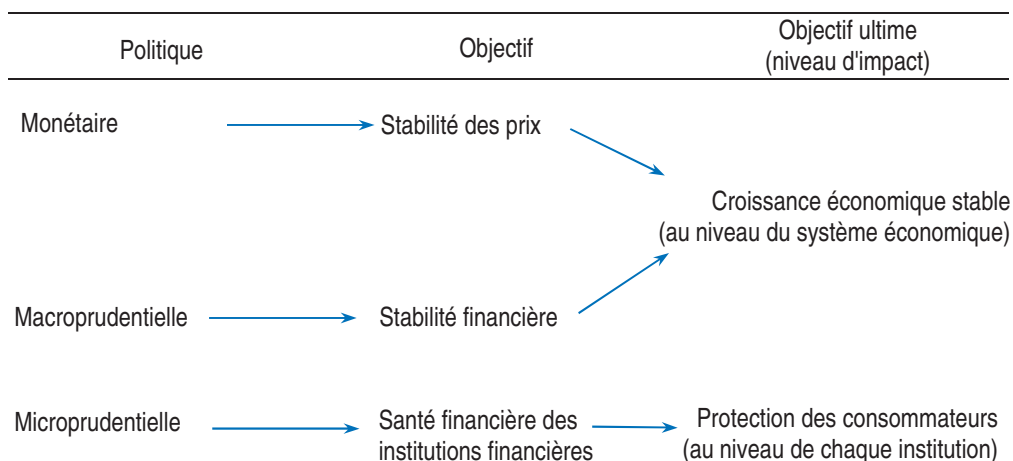 Politique
Objectif
Objectif ultime
(niveau d'impact)
Monétaire
Stabilité des prix
Croissance économique stable
(au niveau du système économique)
Macroprudentielle
Stabilité financière
Microprudentielle
Santé financière des
institutions financières
Protection des consommateurs
(au niveau de chaque institution)